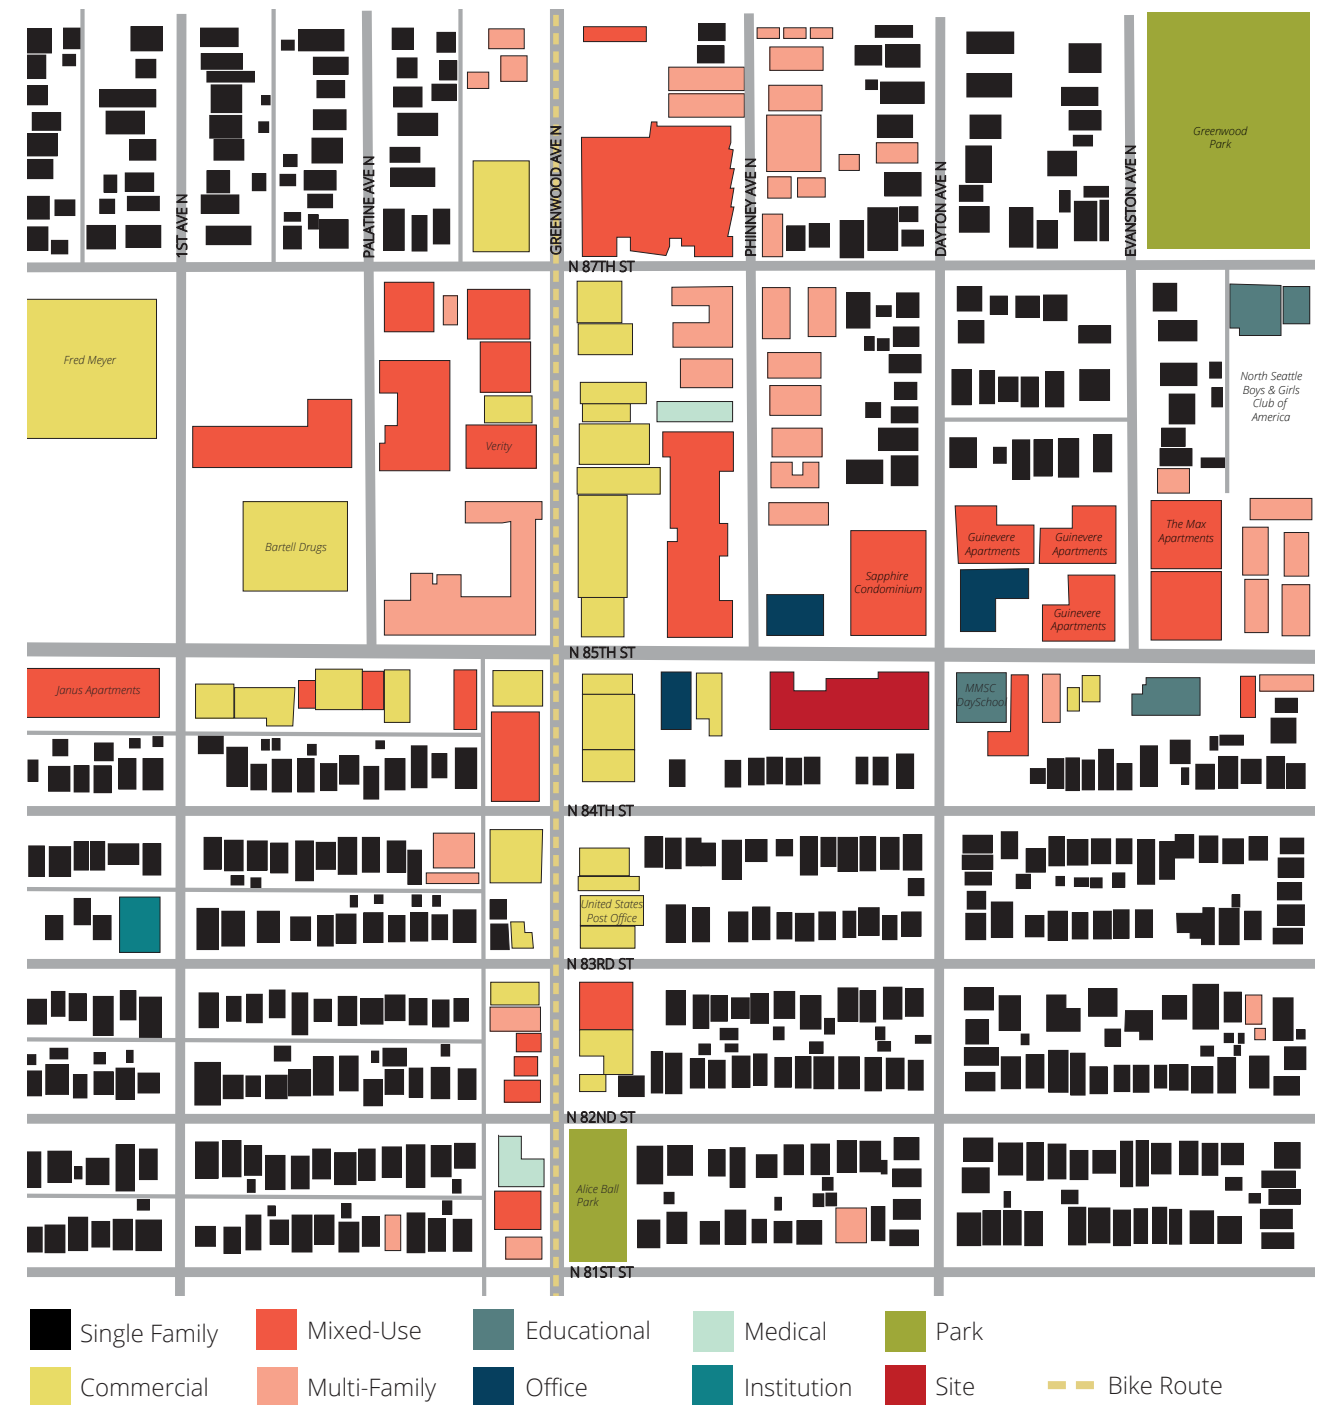 Greenwood
Park
1ST AVE N
PALATINE AVE N
GREENWOOD AVE N
PHINNEY AVE N
DAYTON AVE N
EVANSTON AVE N
N 87TH ST
Fred Meyer
North Seattle
Boys & Girls
Club of
America
Verity
Bartell Drugs
Sapphire
Condominium
Guinevere
Apartments
Guinevere
Apartments
Guinevere
Apartments
The Max
Apartments
N 85TH ST
Janus Apartments
MMSC
DaySchool
N 84TH ST
United States
Post Office
N 83RD ST
N 82ND ST
Alice Ball
Park
N 81ST ST
Single Family
Mixed-Use
Educational
Medical
Park
Commercial
Multi-Family
Office
Institution
Site
Bike Route